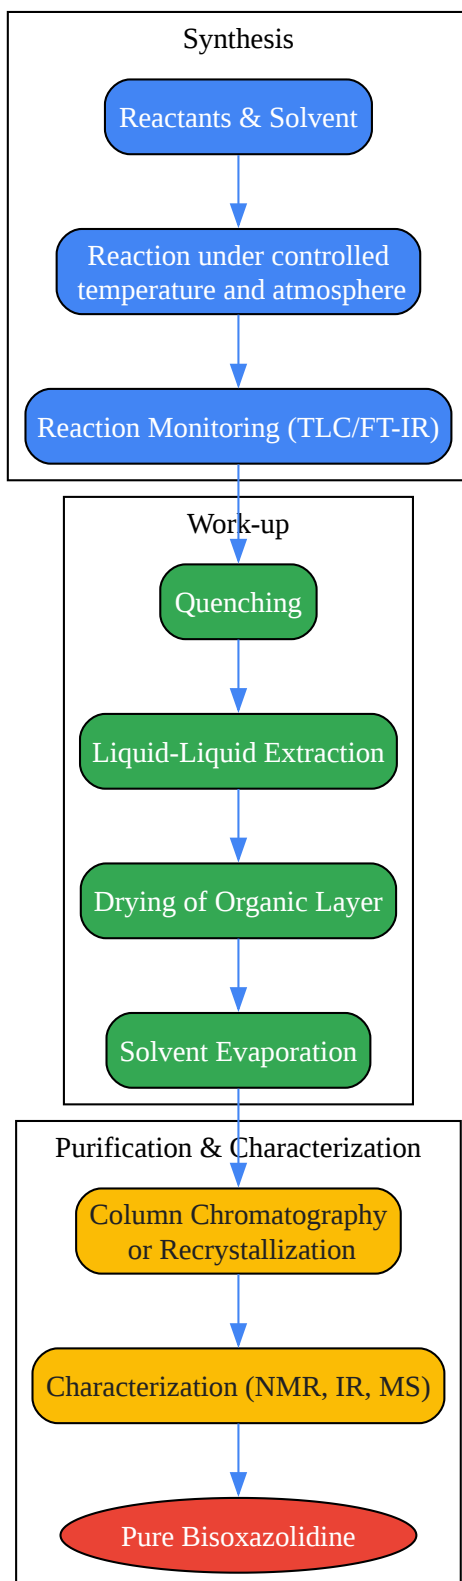 Synthesis
Reactants & Solvent
Reaction under controlled
temperature and atmosphere
Reaction Monitoring (TLC/FT-IR)
Work-up
Quenching
Liquid-Liquid Extraction
Drying of Organic Layer
Solvent Evaporation
Purification & Characterization
Column Chromatography
or Recrystallization
Characterization (NMR, IR, MS)
Pure Bisoxazolidine